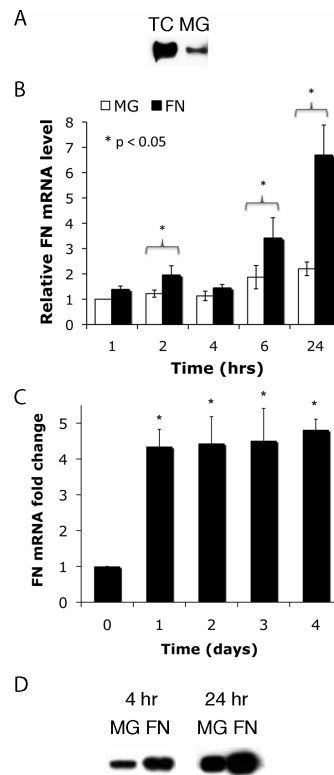 A
TC MG
B
MG FN
* p < 0.05
*
*
*
Relative FN mRNA level
8
7
6
5
4
3
2
1
0
1 2 4 6 24
Time (hrs)
C
FN mRNA fold change
5
4
3
2
1
0
* * * *
0 1 2 3 4
Time (days)
D
4 hr 24 hr
MG FN MG FN